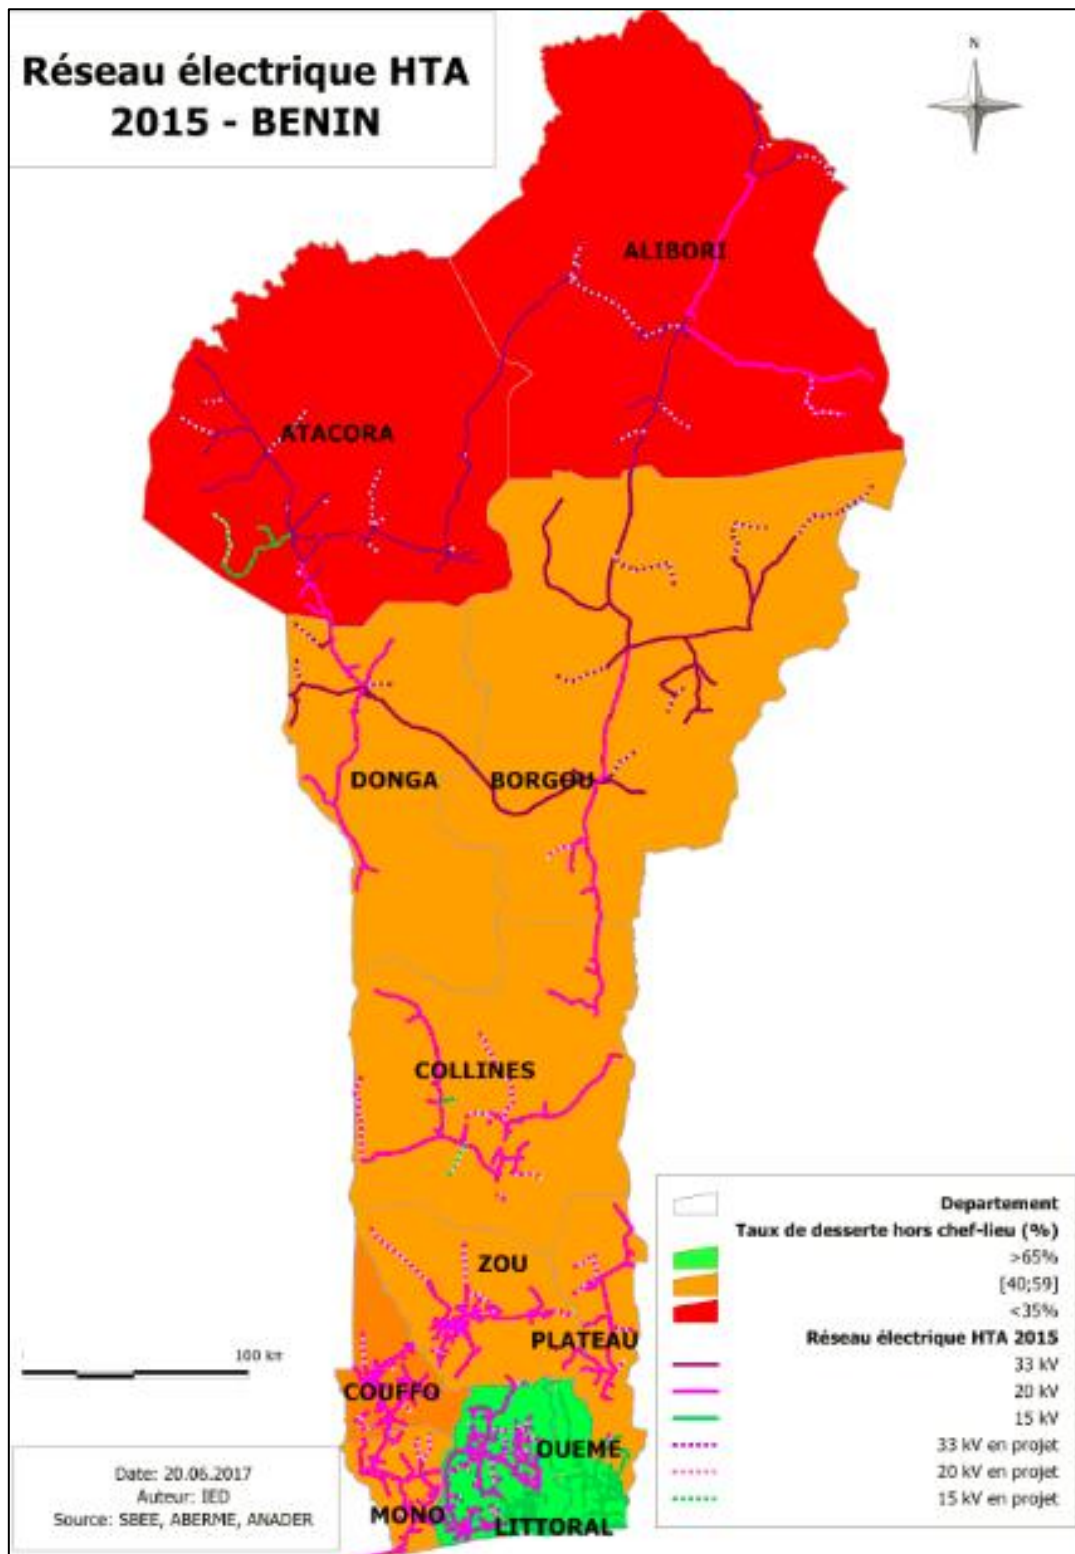 Réseau électrique HTA
2015 - BENIN
N
ALIBORI
ATACORA
DONGA
BORGOU
COLLINES
ZOU
PLATEAU
COUFFO
OUEME
MONO
LITTORAL
100 km
Departement
Taux de desserte hors chef-lieu (%)
>65%
[40;59]
<35%
Réseau électrique HTA 2015
33 kV
20 kV
15 kV
33 kV en projet
20 kV en projet
15 kV en projet
Date: 20.06.2017
Auteur: IED
Source: SBEE, ABERME, ANADER